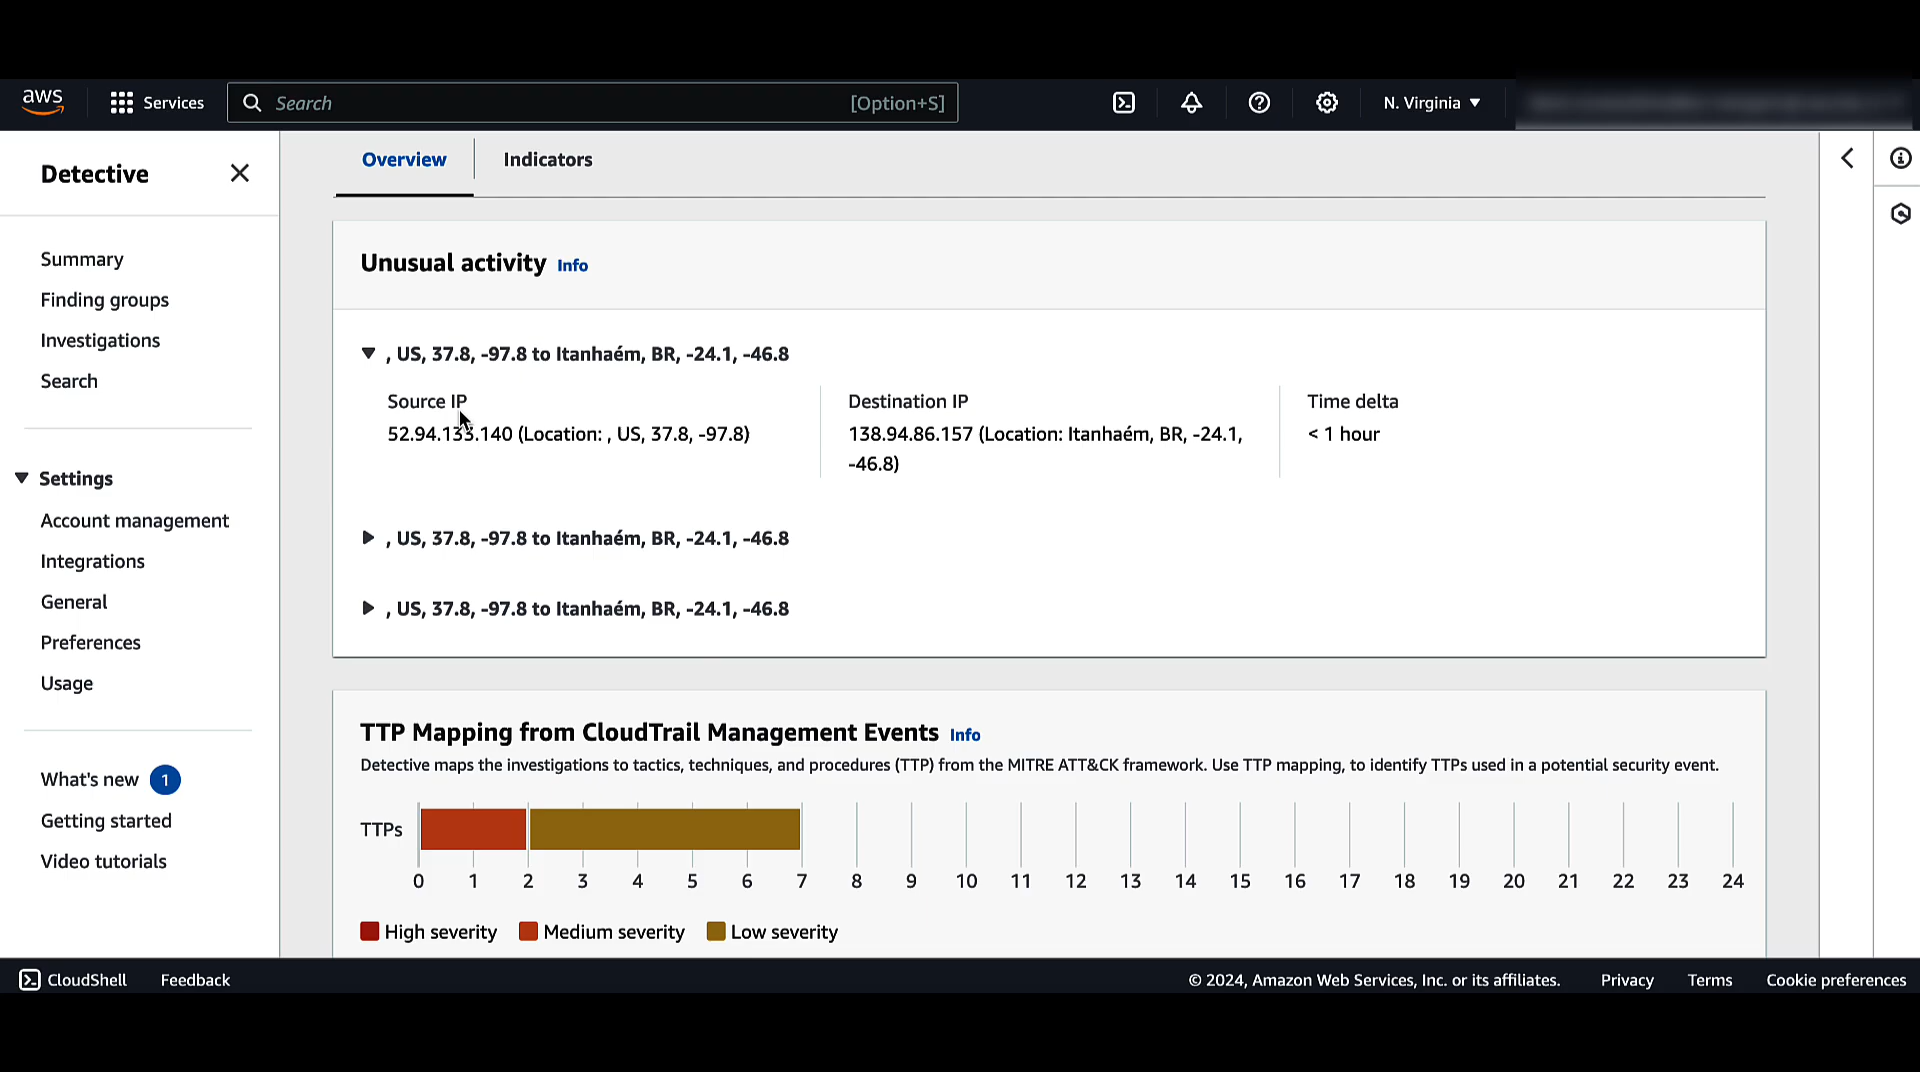 aws
Services
Search
[Option+S]
N. Virginia
Detective
Summary
Finding groups
Investigations
Search
Settings
Account management
Integrations
General
Preferences
Usage
What's new 1
Getting started
Video tutorials
Overview
Indicators
Unusual activity Info
, US, 37.8, -97.8 to Itanhaém, BR, -24.1, -46.8
Source IP
52.94.133.140 (Location: , US, 37.8, -97.8)
Destination IP
138.94.86.157 (Location: Itanhaém, BR, -24.1,
-46.8)
Time delta
< 1 hour
, US, 37.8, -97.8 to Itanhaém, BR, -24.1, -46.8
, US, 37.8, -97.8 to Itanhaém, BR, -24.1, -46.8
TTP Mapping from CloudTrail Management Events Info
Detective maps the investigations to tactics, techniques, and procedures (TTP) from the MITRE ATT&CK framework. Use TTP mapping, to identify TTPs used in a potential security event.
TTPs
0 1 2 3 4 5 6 7 8 9 10 11 12 13 14 15 16 17 18 19 20 21 22 23 24
High severity Medium severity Low severity
CloudShell
Feedback
© 2024, Amazon Web Services, Inc. or its affiliates.
Privacy
Terms
Cookie preferences